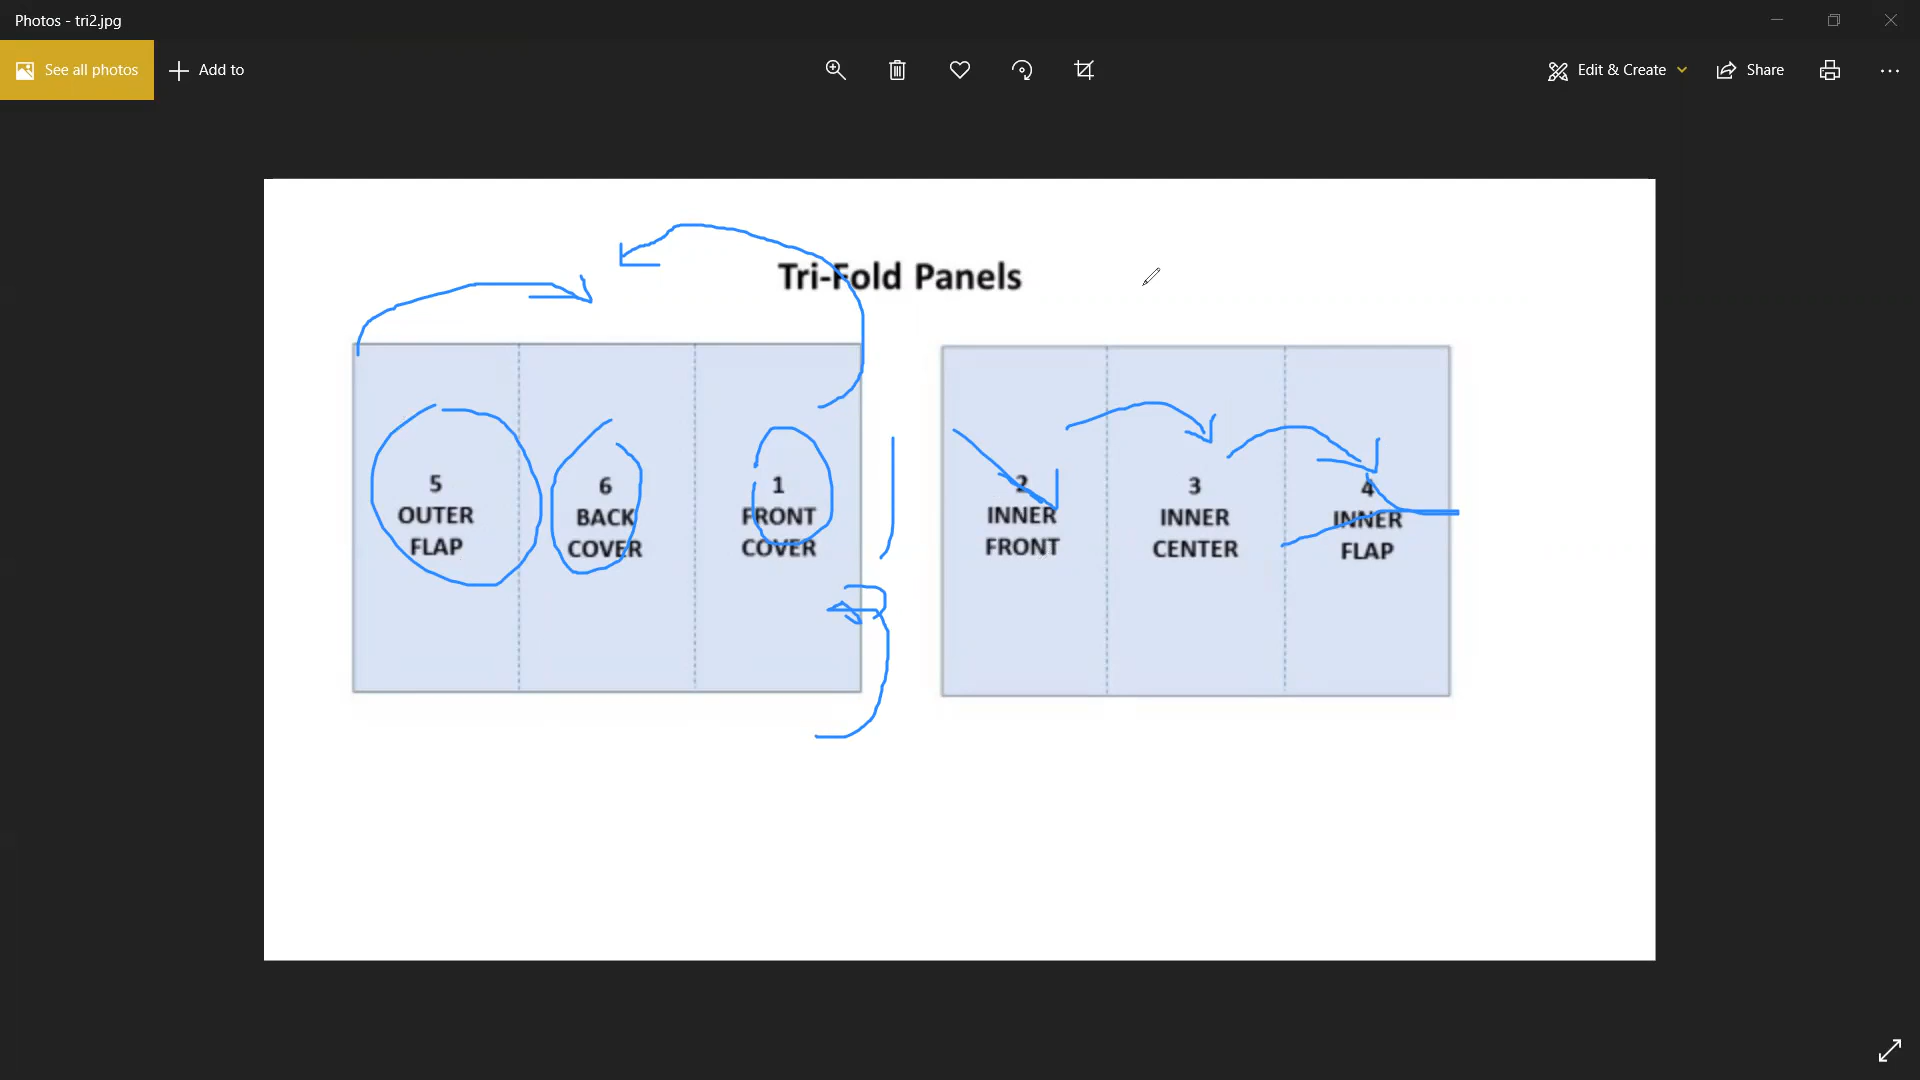 Photos - tri2.jpg
See all photos
Add to
Edit & Create
Share
Tri-Fold Panels
5
OUTER
FLAP
6
BACK
COVER
1
FRONT
COVER
2
INNER
FRONT
3
INNER
CENTER
4
INNER
FLAP